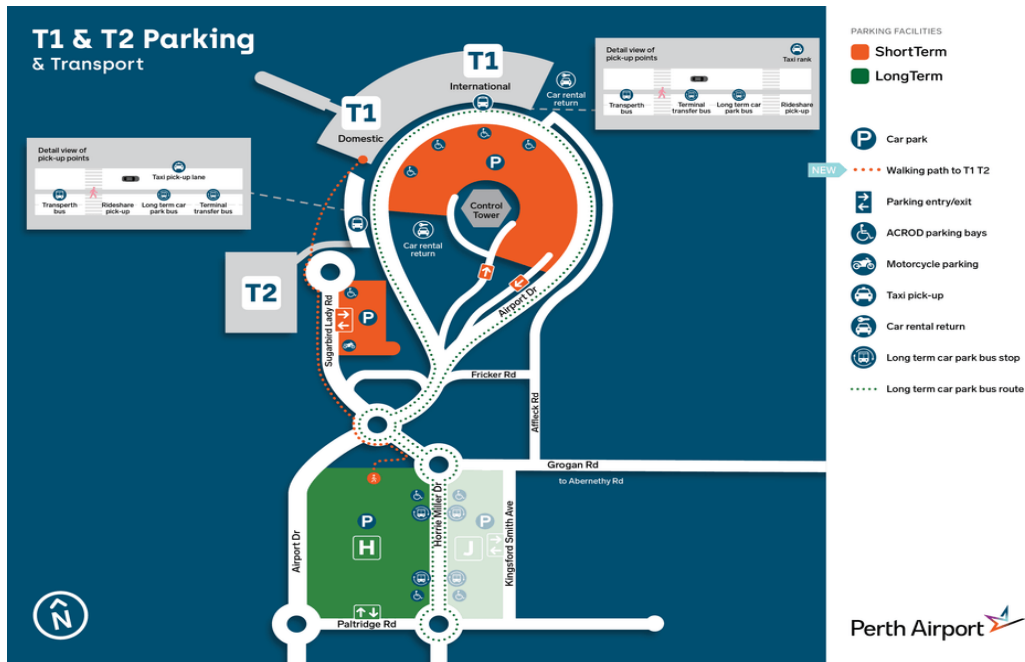 T1 & T2 Parking
& Transport
T1
International
T1
Domestic
Car rental
return
Detail view of
pick-up points
Taxi rank
Transperth
bus
Terminal
transfer bus
Long term car
park bus
Rideshare
pick-up
Detail view of
pick-up points
Taxi pick-up lane
Transperth
bus
Rideshare
pick-up
Long term car
park bus
Terminal
transfer bus
P
Control
Tower
Car rental
return
T2
Sugarbird Lady Rd
P
Airport Dr
Fricker Rd
Affleck Rd
Grogan Rd
to Abernethy Rd
Airport Dr
P
H
Horrie Miller Dr
P
J
Kingsford Smith Ave
Paltridge Rd
N
PARKING FACILITIES
ShortTerm
LongTerm
P
Car park
NEW
Walking path to T1 T2
Parking entry/exit
ACROD parking bays
Motorcycle parking
Taxi pick-up
Car rental return
Long term car park bus stop
Long term car park bus route
Perth Airport